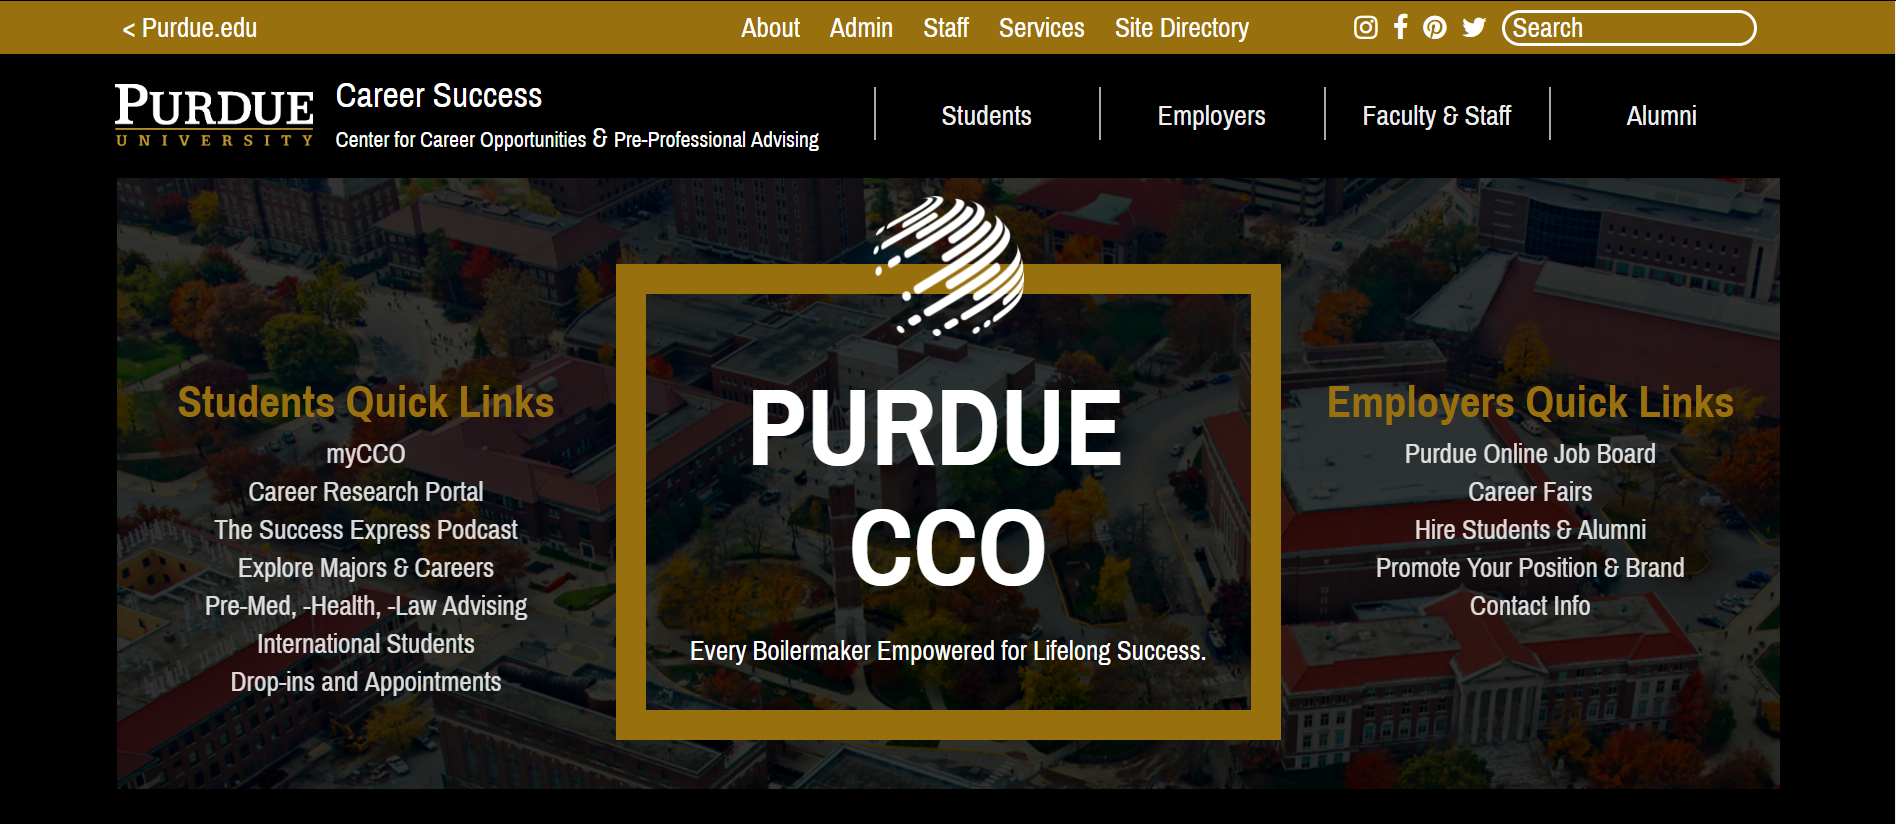 < Purdue.edu
About Admin Staff Services Site Directory
Search
PURDUE
UNIVERSITY
Career Success
Center for Career Opportunities & Pre-Professional Advising
Students Employers Faculty & Staff Alumni
Students Quick Links
myCCO
Career Research Portal
The Success Express Podcast
Explore Majors & Careers
Pre-Med, -Health, -Law Advising
International Students
Drop-ins and Appointments
PURDUE
CCO
Every Boilermaker Empowered for Lifelong Success.
Employers Quick Links
Purdue Online Job Board
Career Fairs
Hire Students & Alumni
Promote Your Position & Brand
Contact Info